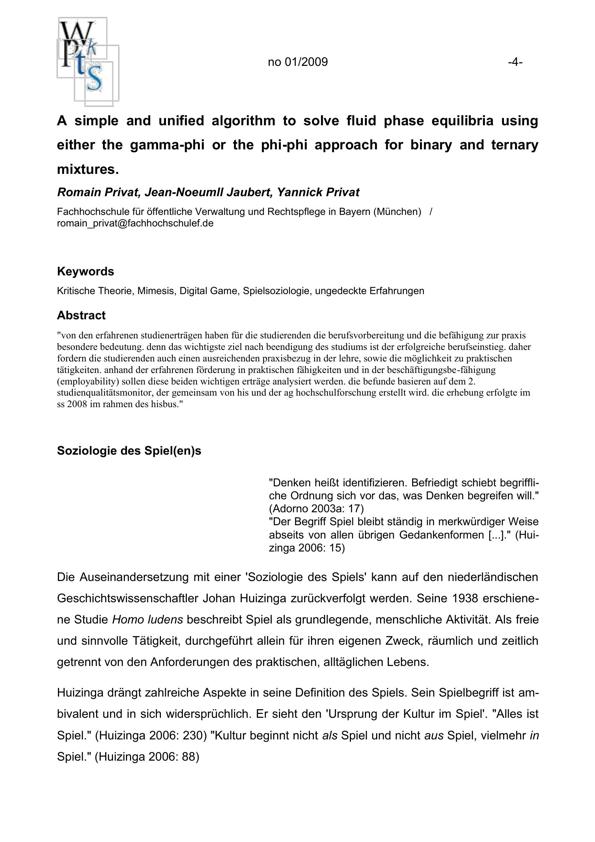 W
Pkts
no 01/2009 -4-
A simple and unified algorithm to solve fluid phase equilibria using
either the gamma-phi or the phi-phi approach for binary and ternary
mixtures.
Romain Privat, Jean-Noeumll Jaubert, Yannick Privat
Fachhochschule für öffentliche Verwaltung und Rechtspflege in Bayern (München) /
romain_privat@fachhochschulef.de
Keywords
Kritische Theorie, Mimesis, Digital Game, Spielsoziologie, ungedeckte Erfahrungen
Abstract
"von den erfahrenen studienerträgen haben für die studierenden die berufsvorbereitung und die befähigung zur praxis
besondere bedeutung. denn das wichtigste ziel nach beendigung des studiums ist der erfolgreiche berufseinstieg. daher
fordern die studierenden auch einen ausreichenden praxisbezug in der lehre, sowie die möglichkeit zu praktischen
tätigkeiten. anhand der erfahrenen förderung in praktischen fähigkeiten und in der beschäftigungsbe-fähigung
(employability) sollen diese beiden wichtigen erträge analysiert werden. die befunde basieren auf dem 2.
studienqualitätsmonitor, der gemeinsam von his und der ag hochschulforschung erstellt wird. die erhebung erfolgte im
ss 2008 im rahmen des hisbus."
Soziologie des Spiel(en)s
"Denken heißt identifizieren. Befriedigt schiebt begriffli-
che Ordnung sich vor das, was Denken begreifen will."
(Adorno 2003a: 17)
"Der Begriff Spiel bleibt ständig in merkwürdiger Weise
abseits von allen übrigen Gedankenformen [...]." (Hui-
zinga 2006: 15)
Die Auseinandersetzung mit einer 'Soziologie des Spiels' kann auf den niederländischen
Geschichtswissenschaftler Johan Huizinga zurückverfolgt werden. Seine 1938 erschiene-
ne Studie Homo ludens beschreibt Spiel als grundlegende, menschliche Aktivität. Als freie
und sinnvolle Tätigkeit, durchgeführt allein für ihren eigenen Zweck, räumlich und zeitlich
getrennt von den Anforderungen des praktischen, alltäglichen Lebens.
Huizinga drängt zahlreiche Aspekte in seine Definition des Spiels. Sein Spielbegriff ist am-
bivalent und in sich widersprüchlich. Er sieht den 'Ursprung der Kultur im Spiel'. "Alles ist
Spiel." (Huizinga 2006: 230) "Kultur beginnt nicht als Spiel und nicht aus Spiel, vielmehr in
Spiel." (Huizinga 2006: 88)